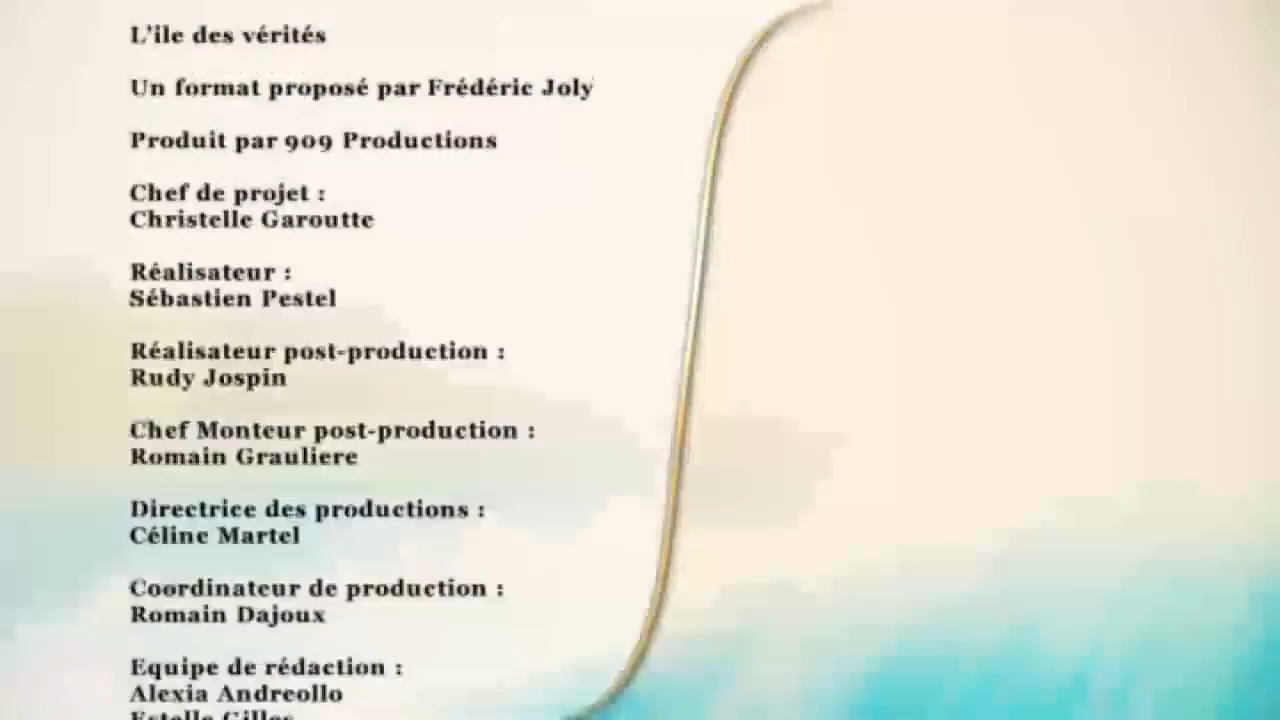 L'ile des vérités
Un format proposé par Frédéric Joly
Produit par 909 Productions
Chef de projet :
Christelle Garoutte
Réalisateur :
Sébastien Pestel
Réalisateur post-production :
Rudy Jospin
Chef Monteur post-production :
Romain Grauliere
Directrice des productions :
Céline Martel
Coordinateur de production :
Romain Dajoux
Equipe de rédaction :
Alexia Andreollo
Estelle Gilles